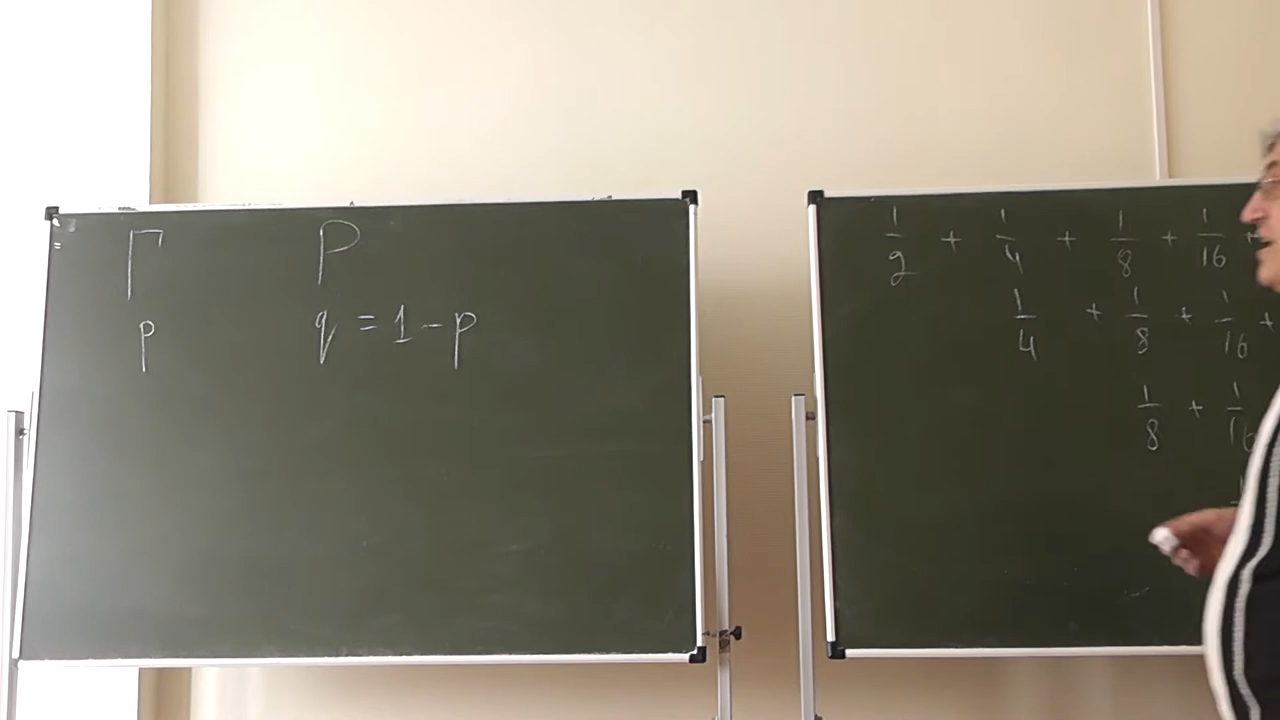 Г P
p q = 1 - p
1/2 + 1/4 + 1/8 + 1/16 +
1/4 + 1/8 + 1/16 +
1/8 + 1/16